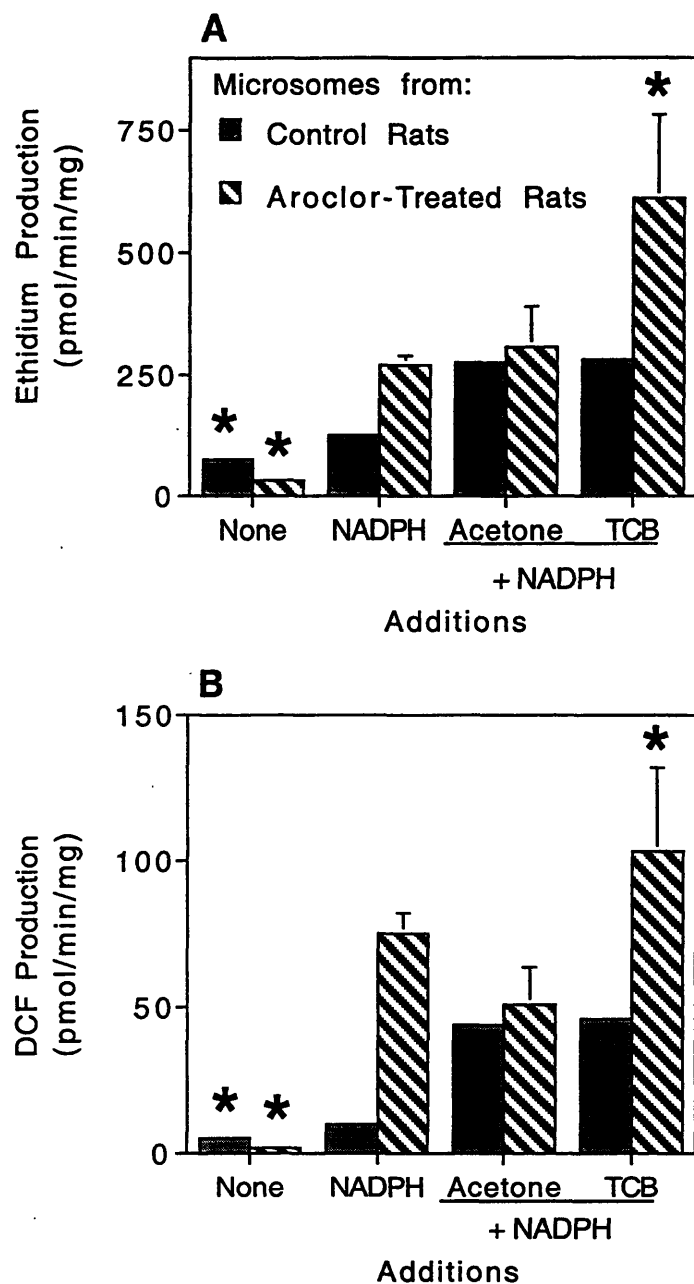 A
Microsomes from:
Control Rats
Aroclor-Treated Rats
Ethidium Production
(pmol/min/mg)
750
500
250
0
*
*
*
None NADPH Acetone TCB
+ NADPH
Additions
B
DCF Production
(pmol/min/mg)
150
100
50
0
*
*
*
None NADPH Acetone TCB
+ NADPH
Additions